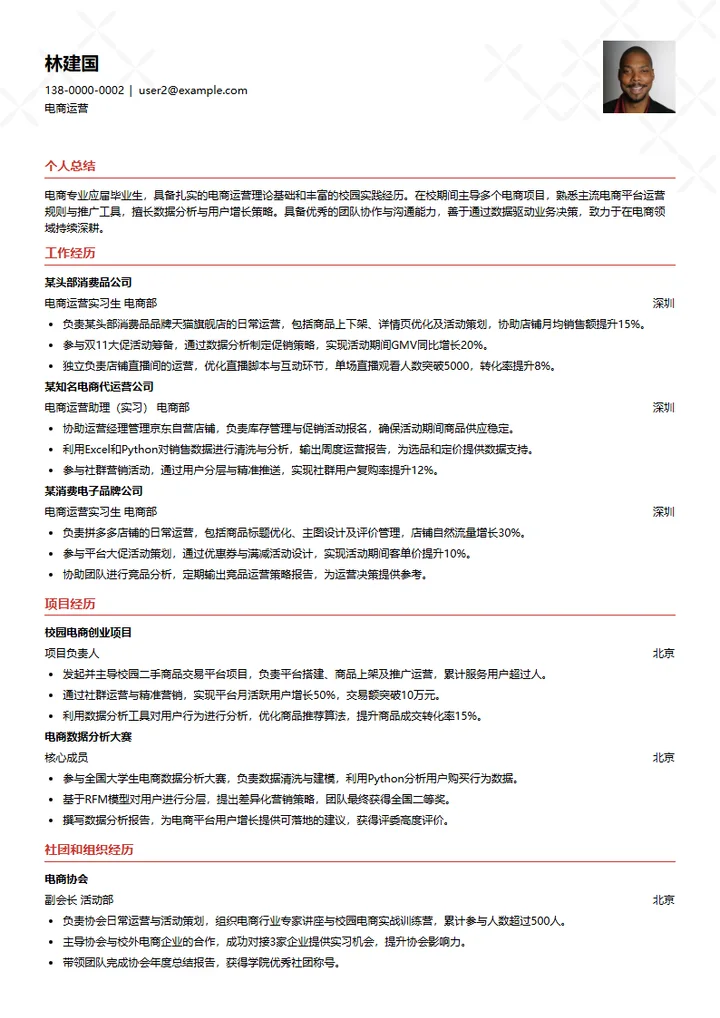 林建国
138-0000-0002 | user2@example.com
电商运营
个人总结
电商专业应届毕业生，具备扎实的电商运营理论基础和丰富的校园实践经历。在校期间主导多个电商项目，熟悉主流电商平台运营
规则与推广工具，擅长数据分析与用户增长策略。具备优秀的团队协作与沟通能力，善于通过数据驱动业务决策，致力于在电商领
域持续深耕。
工作经历
某头部消费品公司
电商运营实习生 电商部 深圳
• 负责某头部消费品品牌天猫旗舰店的日常运营，包括商品上下架、详情页优化及活动策划，协助店铺月均销售额提升15%。
• 参与双11大促活动筹备，通过数据分析制定促销策略，实现活动期间GMV同比增长20%。
• 独立负责店铺直播间的运营，优化直播脚本与互动环节，单场直播观看人数突破5000，转化率提升8%。
某知名电商代运营公司
电商运营助理（实习） 电商部 深圳
• 协助运营经理管理京东自营店铺，负责库存管理与促销活动报名，确保活动期间商品供应稳定。
• 利用Excel和Python对销售数据进行清洗与分析，输出周度运营报告，为选品和定价提供数据支持。
• 参与社群营销活动，通过用户分层与精准推送，实现社群用户复购率提升12%。
某消费电子品牌公司
电商运营实习生 电商部 深圳
• 负责拼多多店铺的日常运营，包括商品标题优化、主图设计及评价管理，店铺自然流量增长30%。
• 参与平台大促活动策划，通过优惠券与满减活动设计，实现活动期间客单价提升10%。
• 协助团队进行竞品分析，定期输出竞品运营策略报告，为运营决策提供参考。
项目经历
校园电商创业项目
项目负责人 北京
• 发起并主导校园二手商品交易平台项目，负责平台搭建、商品上架及推广运营，累计服务用户超过人。
• 通过社群运营与精准营销，实现平台月活跃用户增长50%，交易额突破10万元。
• 利用数据分析工具对用户行为进行分析，优化商品推荐算法，提升商品成交转化率15%。
电商数据分析大赛
核心成员 北京
• 参与全国大学生电商数据分析大赛，负责数据清洗与建模，利用Python分析用户购买行为数据。
• 基于RFM模型对用户进行分层，提出差异化营销策略，团队最终获得全国二等奖。
• 撰写数据分析报告，为电商平台用户增长提供可落地的建议，获得评委高度评价。
社团和组织经历
电商协会
副会长 活动部 北京
• 负责协会日常运营与活动策划，组织电商行业专家讲座与校园电商实战训练营，累计参与人数超过500人。
• 主导协会与校外电商企业的合作，成功对接3家企业提供实习机会，提升协会影响力。
• 带领团队完成协会年度总结报告，获得学院优秀社团称号。